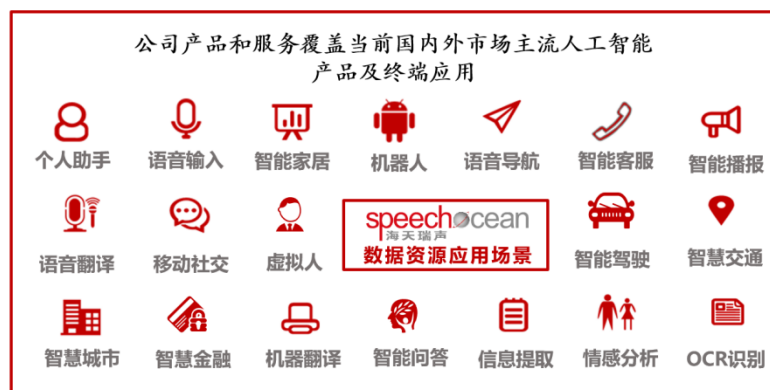 公司产品和服务覆盖当前国内外市场主流人工智能
产品及终端应用
个人助手
语音输入
智能家居
机器人
语音导航
智能客服
智能播报
语音翻译
移动社交
虚拟人
speechocean
海天瑞声
数据资源应用场景
智能驾驶
智慧交通
智慧城市
智慧金融
机器翻译
智能问答
信息提取
情感分析
OCR识别